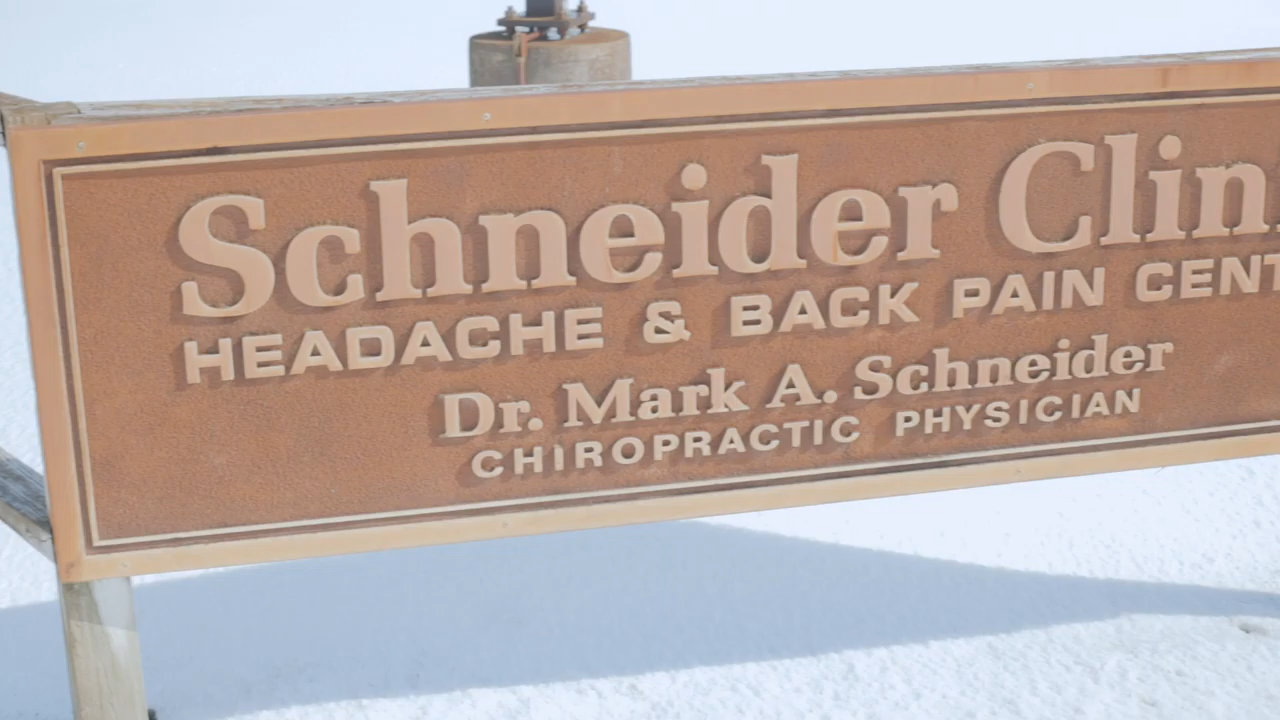 Schneider Clin
HEADACHE & BACK PAIN CENT
Dr. Mark A. Schneider
CHIROPRACTIC PHYSICIAN